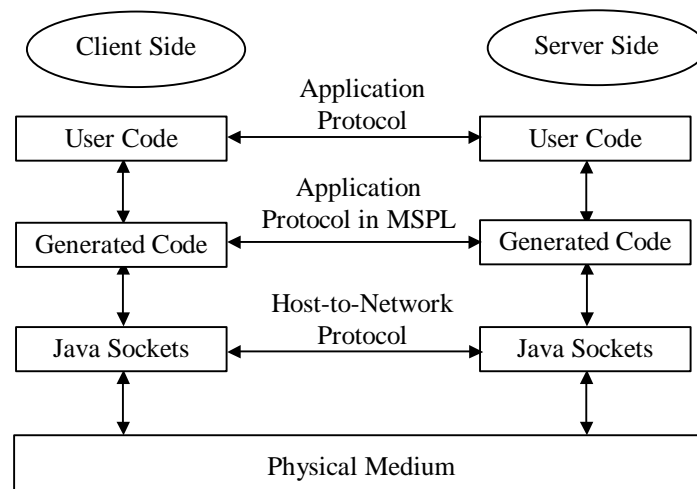 Client Side
Server Side
Application
Protocol
User Code
User Code
Application
Protocol in MSPL
Generated Code
Generated Code
Host-to-Network
Protocol
Java Sockets
Java Sockets
Physical Medium